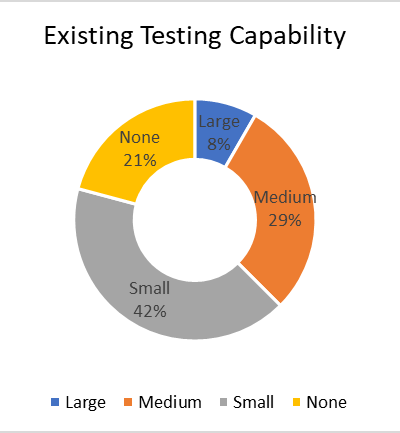 Existing Testing Capability
Large
8%
None
21%
Medium
29%
Small
42%
Large Medium Small None